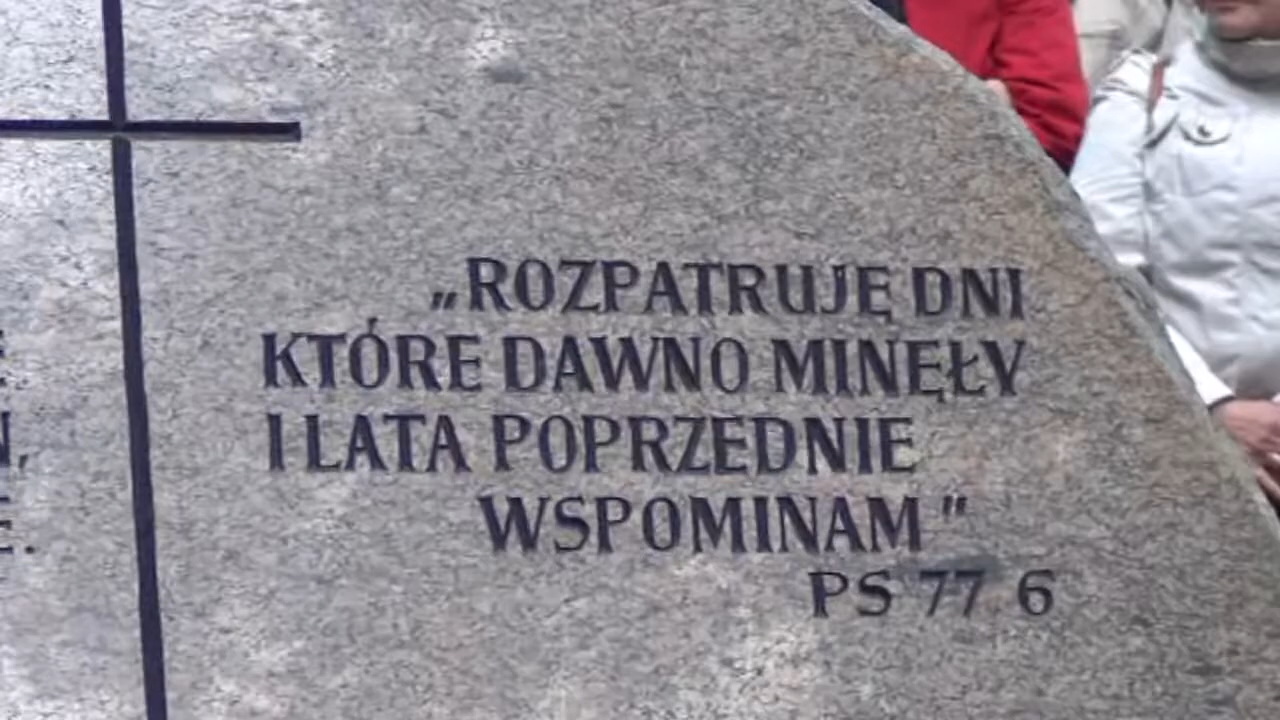 „ROZPATRUJĘ DNI
KTÓRE DAWNO MINĘŁY
I LATA POPRZEDNIE
WSPOMINAM"
PS 77 6